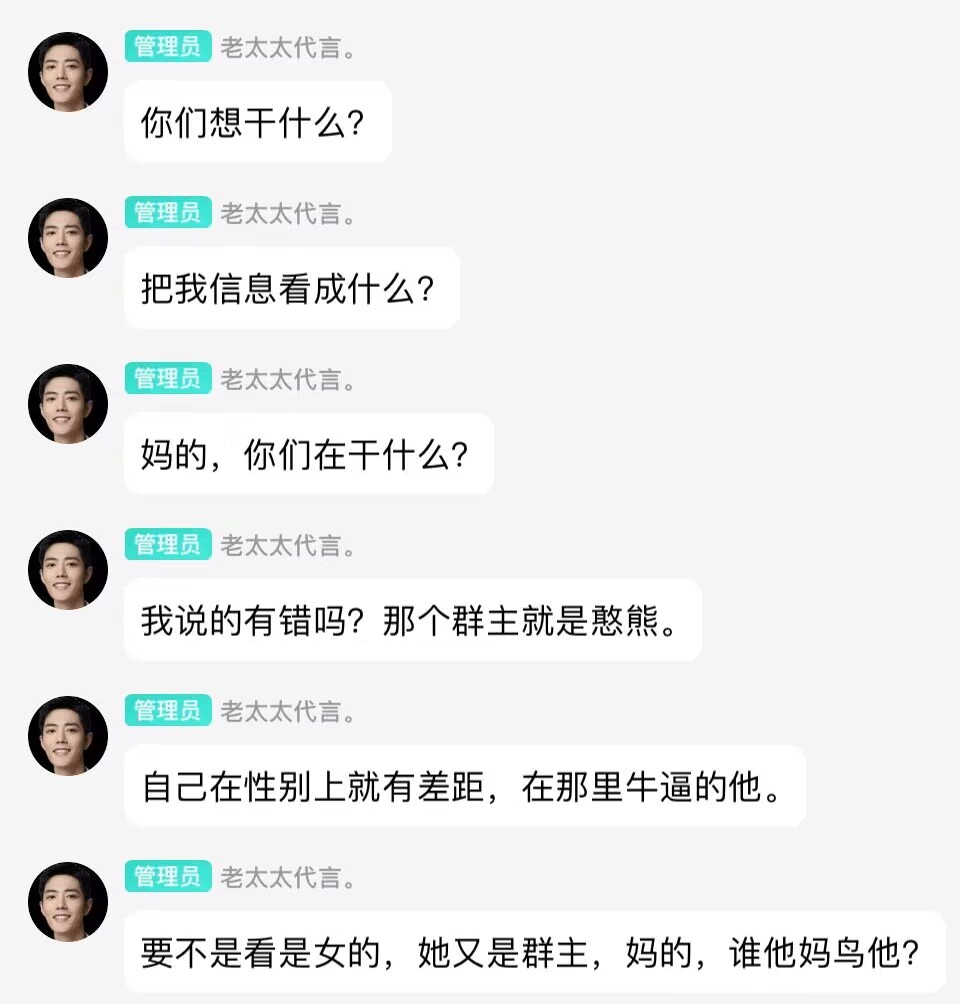 管理员 老太太代言。
你们想干什么？
管理员 老太太代言。
把我信息看成什么？
管理员 老太太代言。
妈的，你们在干什么？
管理员 老太太代言。
我说的有错吗？那个群主就是憨熊。
管理员 老太太代言。
自己在性别上就有差距，在那里牛逼的他。
管理员 老太太代言。
要不是看是女的，她又是群主，妈的，谁他妈鸟他？